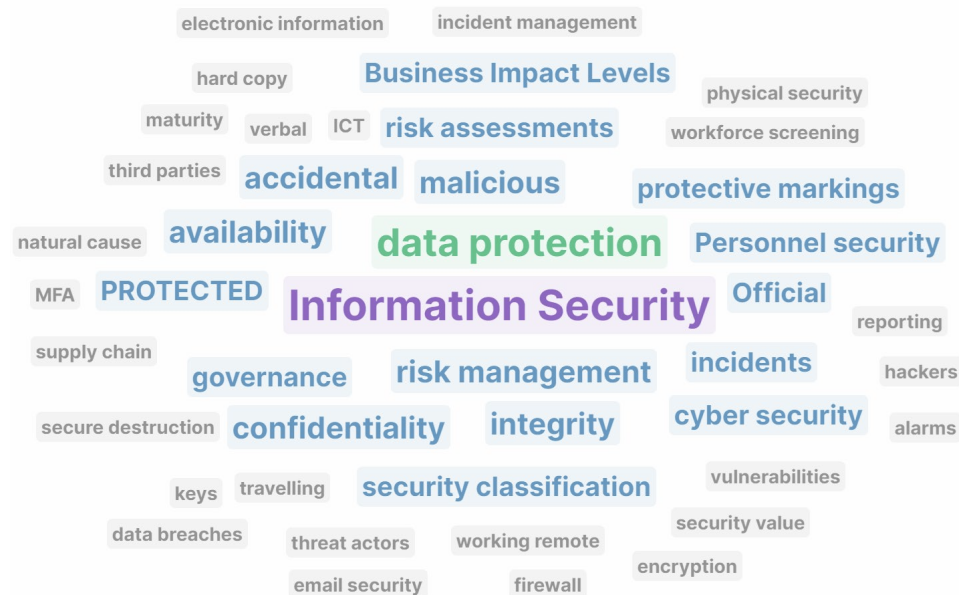 electronic information
incident management
hard copy
Business Impact Levels
physical security
maturity
verbal
ICT
risk assessments
workforce screening
third parties
accidental
malicious
protective markings
natural cause
availability
data protection
Personnel security
MFA
PROTECTED
Information Security
Official
reporting
supply chain
governance
risk management
incidents
hackers
secure destruction
confidentiality
integrity
cyber security
alarms
keys
travelling
security classification
vulnerabilities
data breaches
threat actors
working remote
security value
email security
firewall
encryption